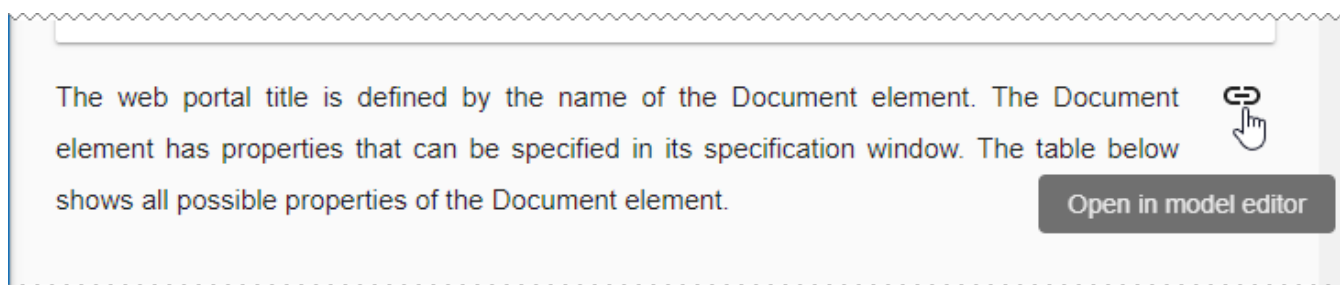 The web portal title is defined by the name of the Document element. The Document
element has properties that can be specified in its specification window. The table below
shows all possible properties of the Document element.
Open in model editor